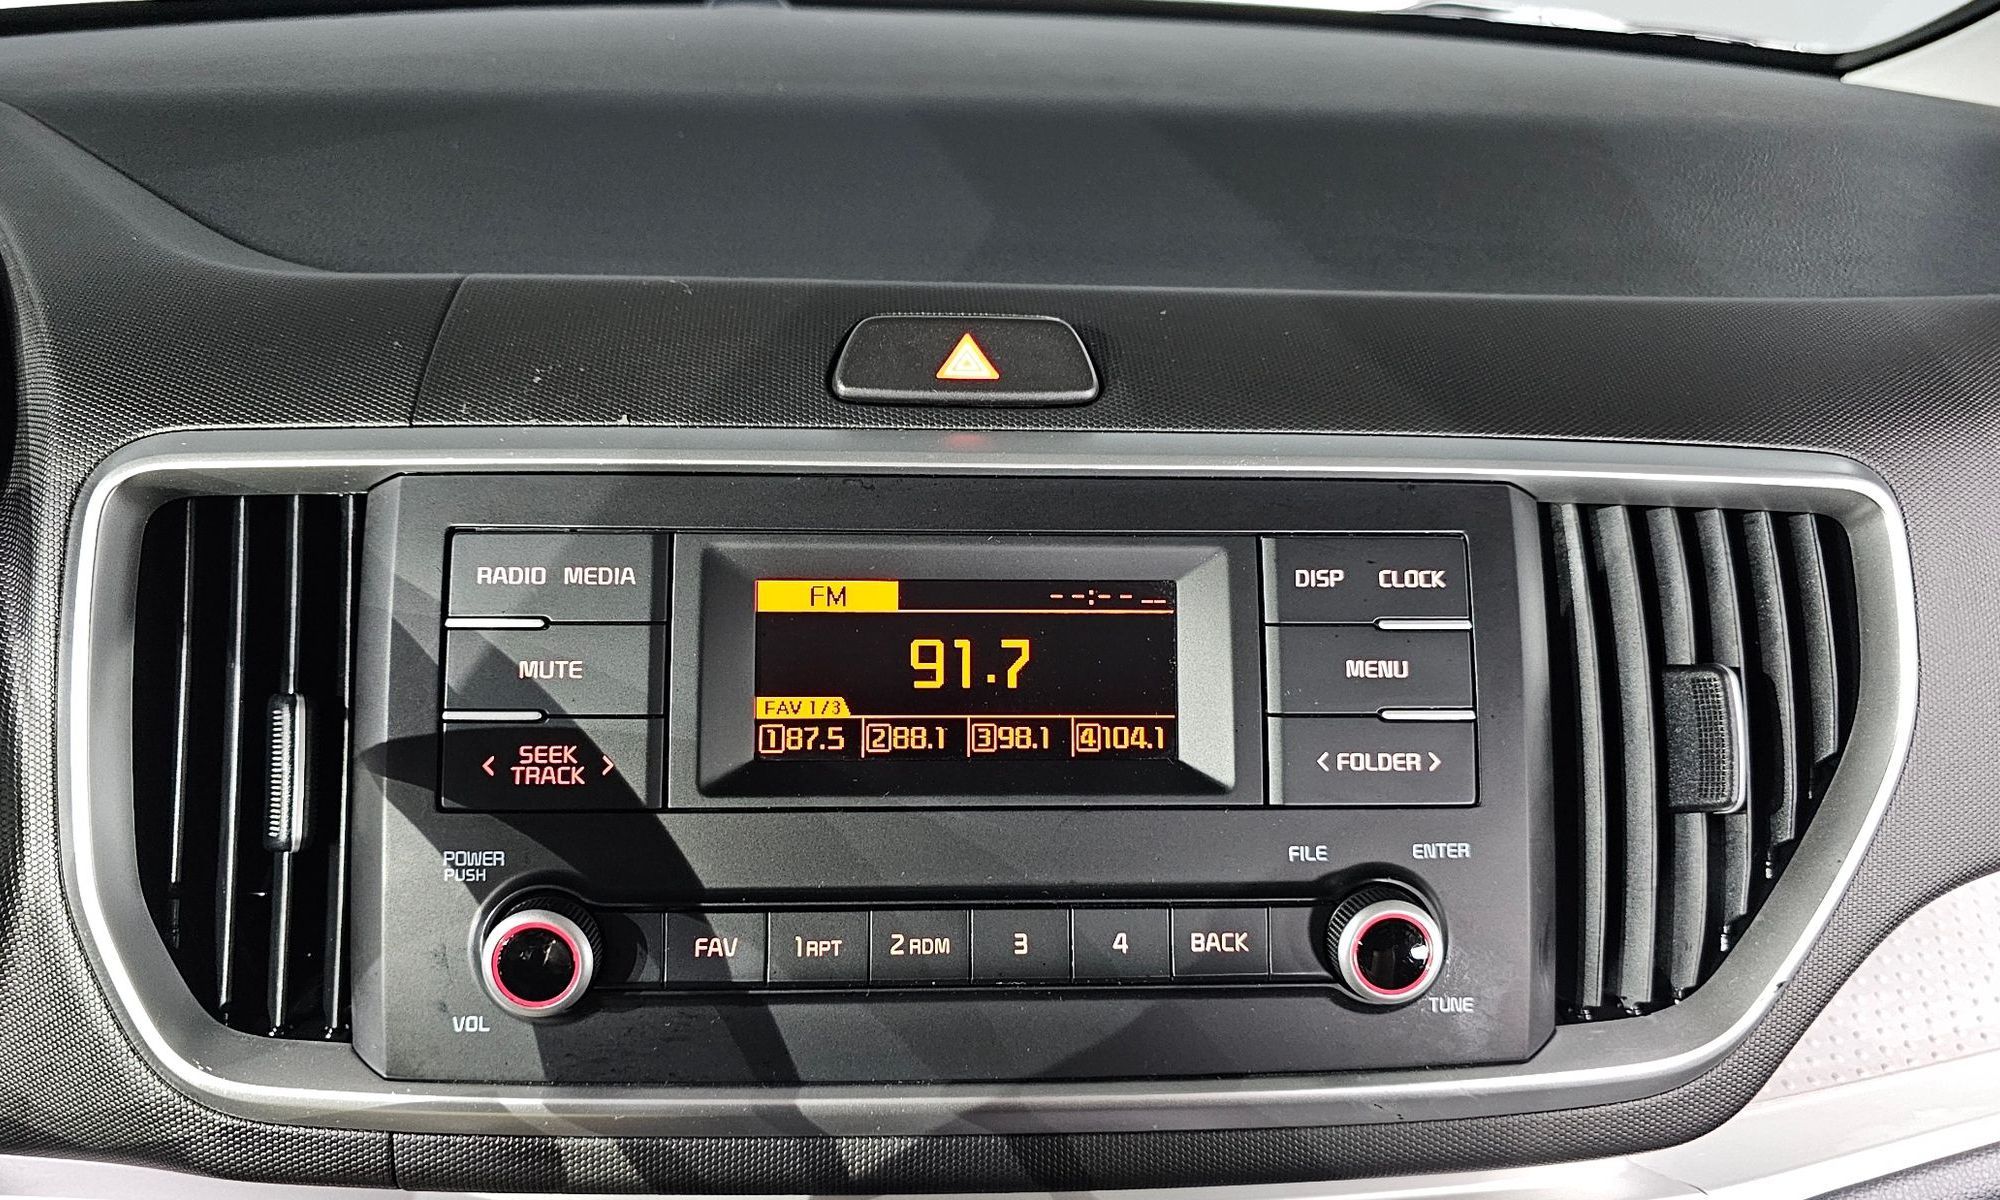 RADIO MEDIA
MUTE
< SEEK TRACK >
FM --:-- --
91.7
FAV 1/3
1 87.5 2 88.1 3 98.1 4 104.1
DISP CLOCK
MENU
< FOLDER >
POWER
PUSH
VOL
FAV 1 RPT 2 RDM 3 4 BACK
FILE
ENTER
TUNE